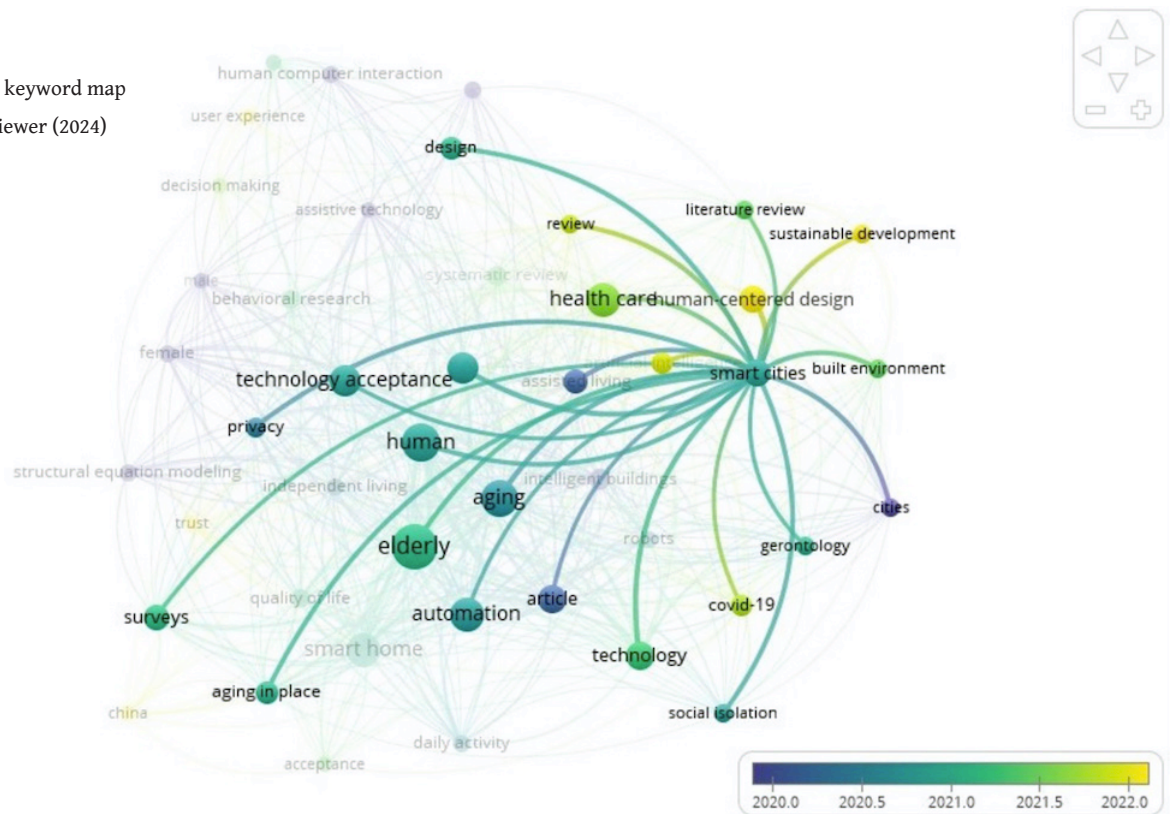 keyword map
iewer (2024)
human computer interaction
user experience
design
decision making
assistive technology
literature review
review
sustainable development
systematic review
male
behavioral research
health care
human-centered design
female
technology acceptance
assisted living
smart cities
built environment
privacy
human
structural equation modeling
independent living
intelligent buildings
aging
cities
trust
robots
elderly
gerontology
quality of life
article
covid-19
surveys
automation
smart home
technology
aging in place
china
social isolation
daily activity
acceptance
2020.0 2020.5 2021.0 2021.5 2022.0